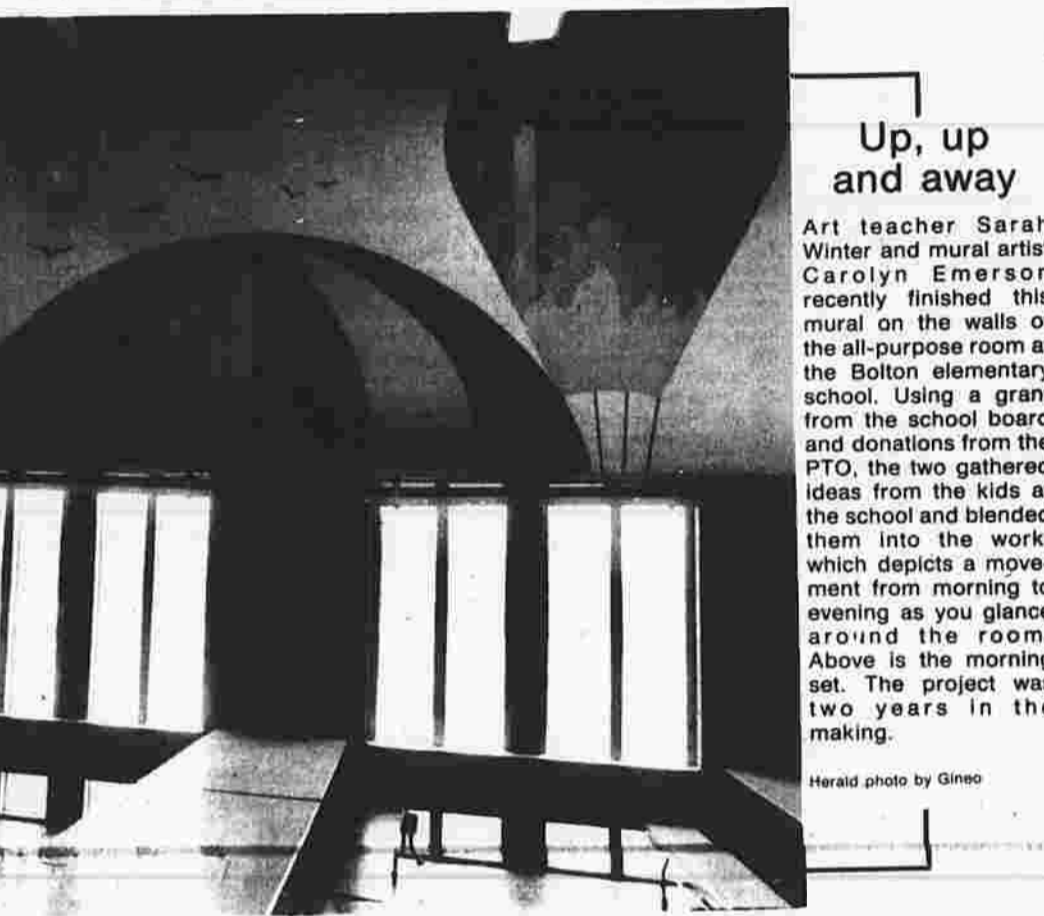 Up, up
and away
Art teacher Sarah
Winter and mural artist
Carolyn Emerson
recently finished this
mural on the walls o
the all-purpose room a
the Bolton elementary
school. Using a gran
from the school board
and donations from the
PTO, the two gathered
ideas from the kids a
the school and blended
them into the work
which depicts a move
ment from morning to
evening as you glance
around the room
Above is the morning
set. The project was
two years in the
making.
Herald photo by Gineo